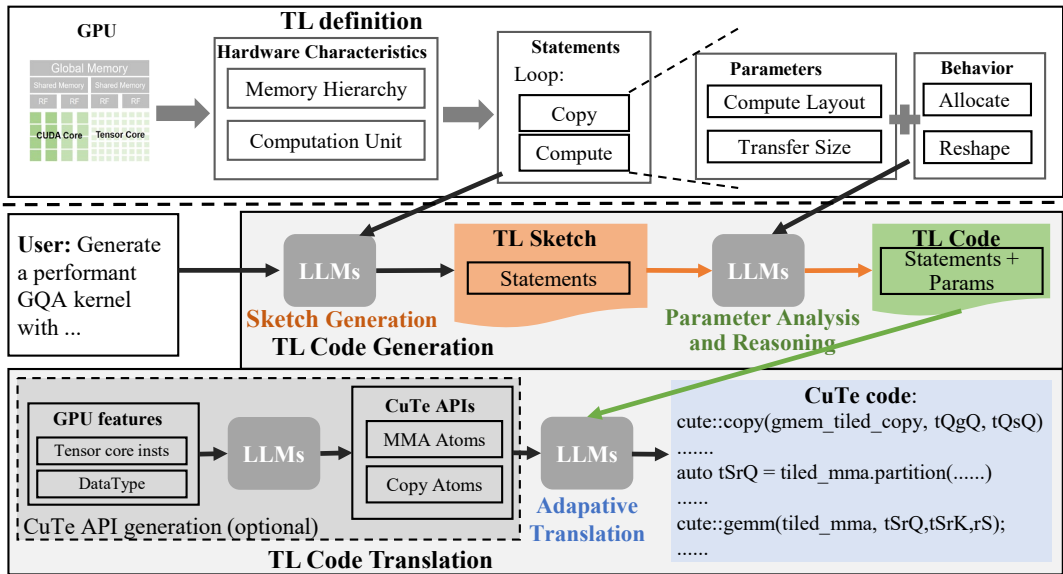 TL definition
GPU
Global Memory
Shared Memory Shared Memory
RF RF RF RF
CUDA Core Tensor Core
Hardware Characteristics
Memory Hierarchy
Computation Unit
Statements
Loop:
Copy
Compute
Parameters
Compute Layout
Transfer Size
Behavior
Allocate
Reshape
User: Generate
a performant
GQA kernel
with ...
LLMs
Sketch Generation
TL Code Generation
TL Sketch
Statements
LLMs
Parameter Analysis
and Reasoning
TL Code
Statements +
Params
GPU features
Tensor core insts
DataType
LLMs
CuTe APIs
MMA Atoms
Copy Atoms
CuTe API generation (optional)
LLMs
Adapative
Translation
TL Code Translation
CuTe code:
cute::copy(gmem_tiled_copy, tQgQ, tQsQ)
.......
auto tSrQ = tiled_mma.partition(......)
......
cute::gemm(tiled_mma, tSrQ,tSrK,rS);
......